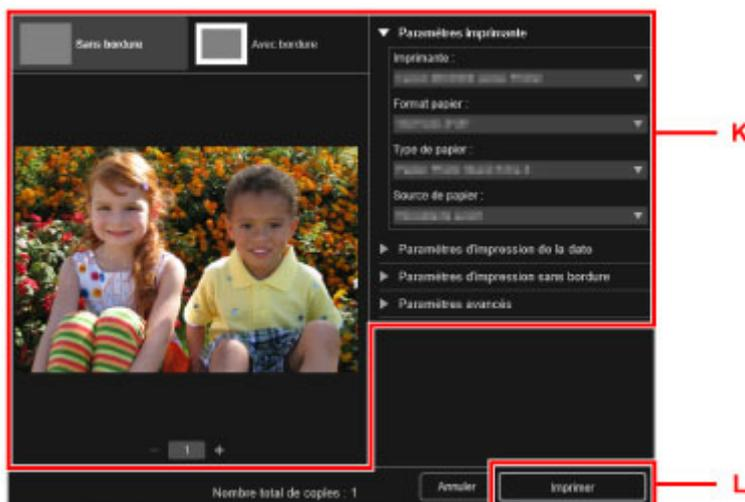 Sans bordure
Avec bordure
Paramètres Imprimante
Imprimante :
Format papier :
Type de papier :
Source de papier :
Paramètres d'impression de la date
Paramètres d'impression sans bordure
Paramètres avancés
K
1
Nombre total de copies : 1
Annuler
Imprimer
L